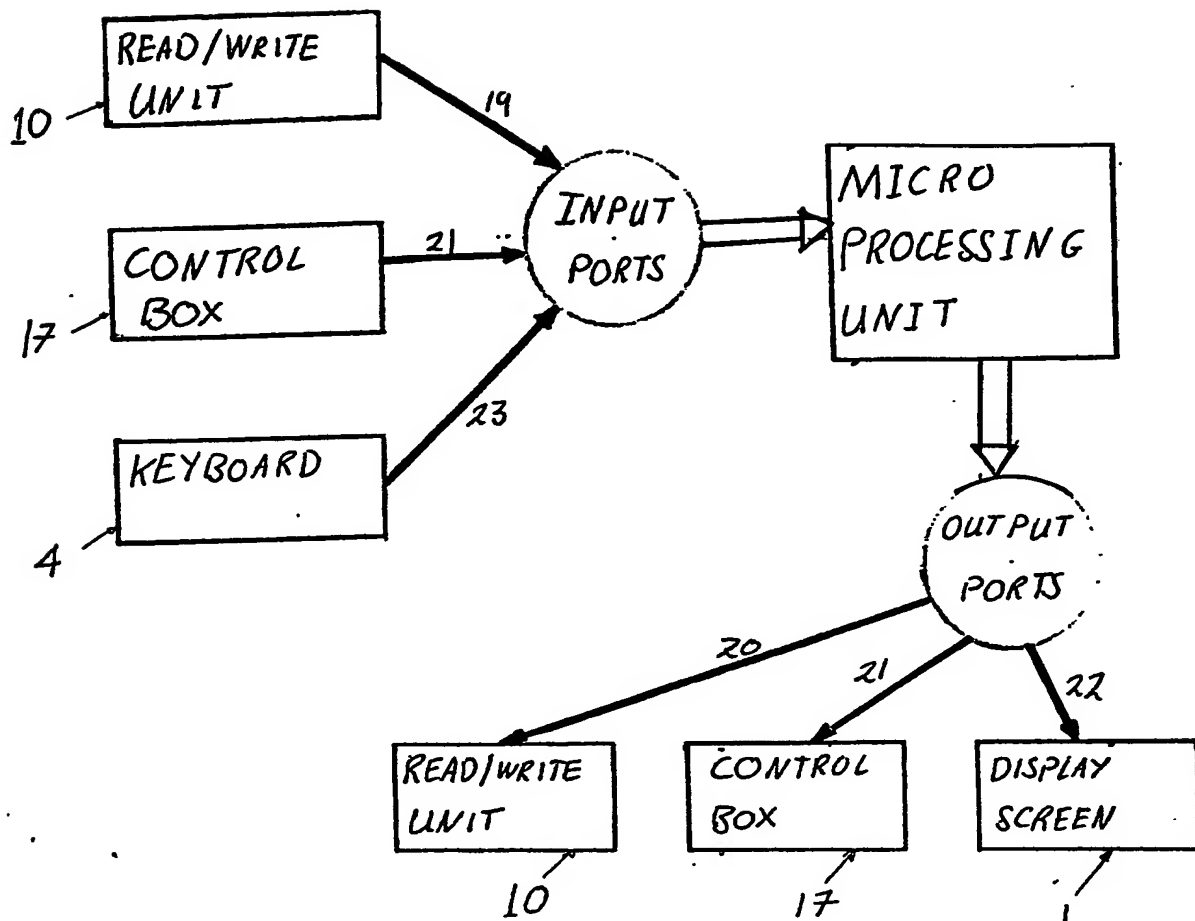 READ/WRITE
UNIT
10
19
CONTROL
BOX
17
21
KEYBOARD
4
23
INPUT
PORTS
MICRO
PROCESSING
UNIT
OUTPUT
PORTS
20
21
22
READ/WRITE
UNIT
10
CONTROL
BOX
17
DISPLAY
SCREEN
1